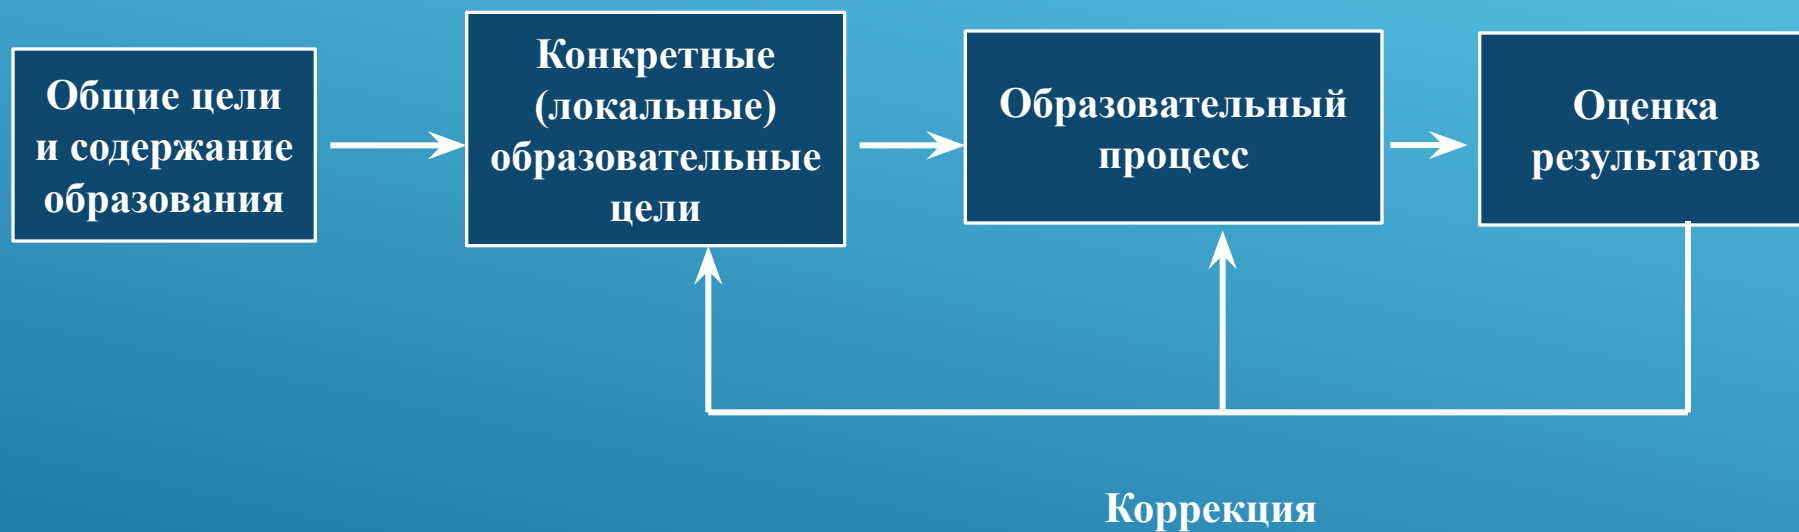 Общие цели
и содержание
образования
Конкретные
(локальные)
образовательные
цели
Образовательный
процесс
Оценка
результатов
Коррекция